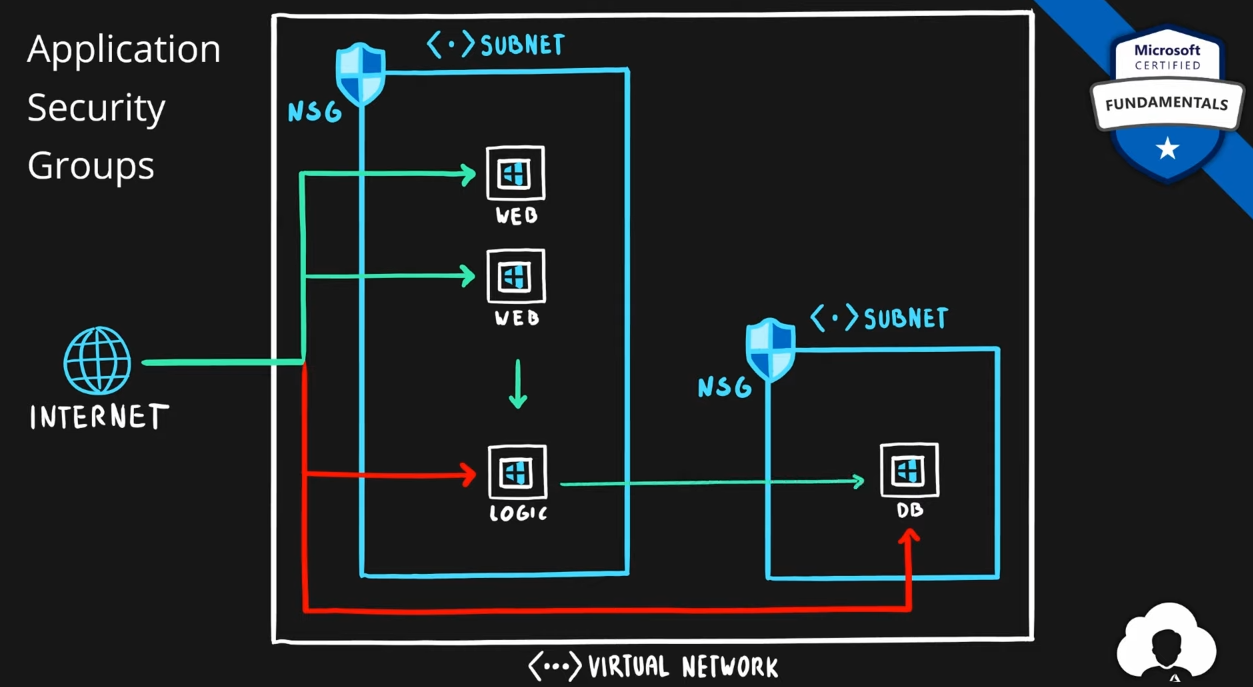 Application
Security
Groups
<·> SUBNET
NSG
WEB
WEB
LOGIC
INTERNET
<·> SUBNET
NSG
DB
<···> VIRTUAL NETWORK
Microsoft
CERTIFIED
FUNDAMENTALS